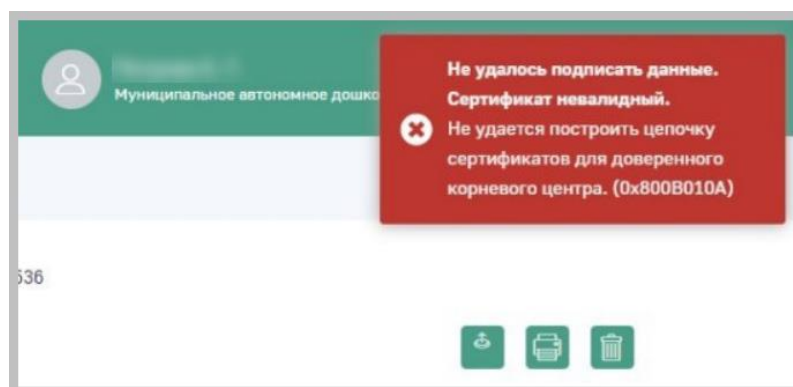 Не удалось подписать данные.
Сертификат невалидный.
Не удается построить цепочку
сертификатов для доверенного
корневого центра. (0x800B010A)
Муниципальное автономное дошко
536